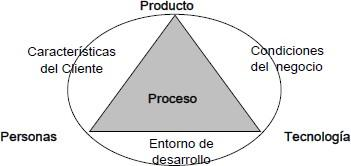 Producto
Características
del Cliente
Condiciones
del negocio
Proceso
Personas
Entorno de
desarrollo
Tecnología